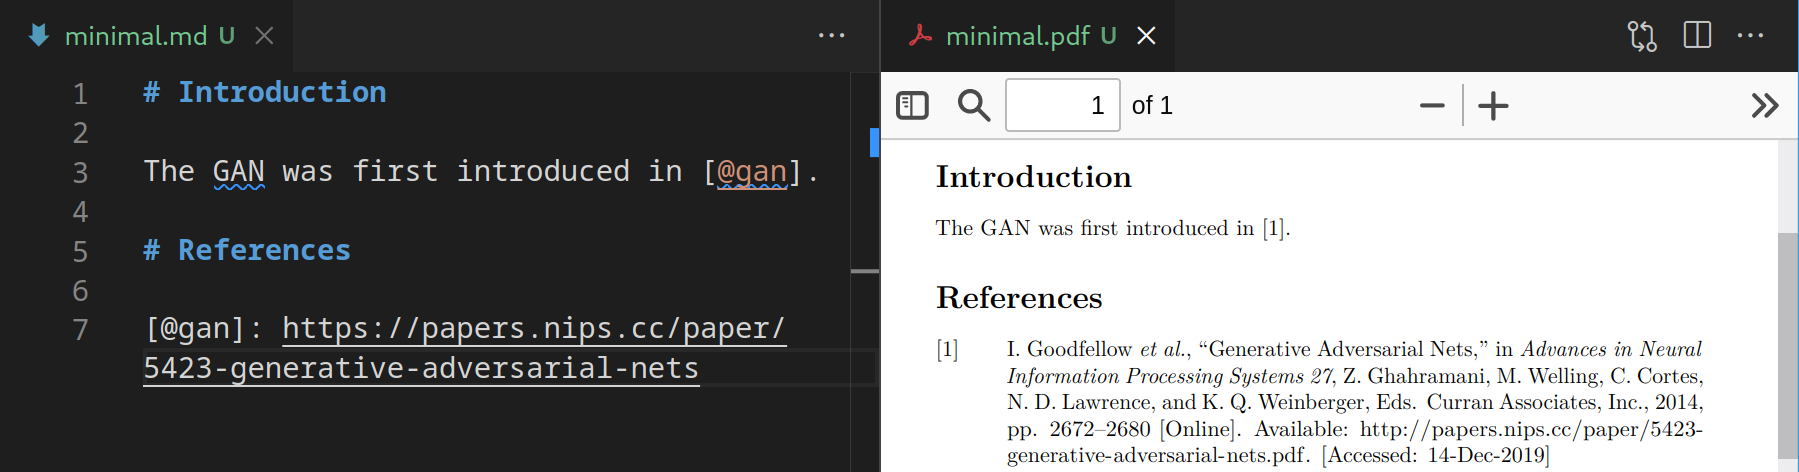 minimal.md U
1 # Introduction
2
3 The GAN was first introduced in [@gan].
4
5 # References
6
7 [@gan]: https://papers.nips.cc/paper/
5423-generative-adversarial-nets
minimal.pdf U
1 of 1
Introduction
The GAN was first introduced in [1].
References
[1] I. Goodfellow et al., “Generative Adversarial Nets,” in Advances in Neural
Information Processing Systems 27, Z. Ghahramani, M. Welling, C. Cortes,
N. D. Lawrence, and K. Q. Weinberger, Eds. Curran Associates, Inc., 2014,
pp. 2672–2680 [Online]. Available: http://papers.nips.cc/paper/5423-
generative-adversarial-nets.pdf. [Accessed: 14-Dec-2019]